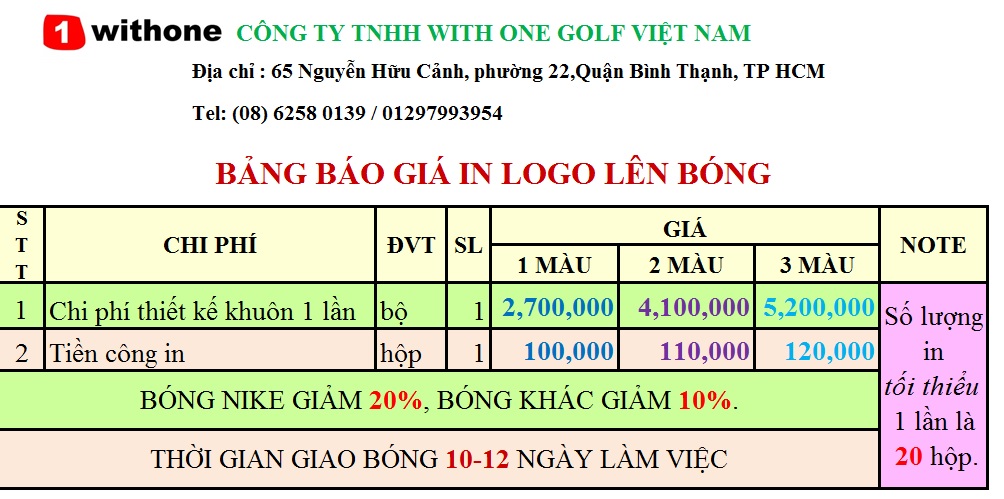 1 withone CÔNG TY TNHH WITH ONE GOLF VIỆT NAM
Địa chỉ : 65 Nguyễn Hữu Cảnh, phường 22,Quận Bình Thạnh, TP HCM
Tel: (08) 6258 0139 / 01297993954
BẢNG BÁO GIÁ IN LOGO LÊN BÓNG
STT CHI PHÍ ĐVT SL GIÁ NOTE
1 MÀU 2 MÀU 3 MÀU
1 Chi phí thiết kế khuôn 1 lần bộ 1 2,700,000 4,100,000 5,200,000
2 Tiền công in hộp 1 100,000 110,000 120,000
Số lượng
in
tối thiểu
1 lần là
20 hộp.
BÓNG NIKE GIẢM 20%, BÓNG KHÁC GIẢM 10%.
THỜI GIAN GIAO BÓNG 10-12 NGÀY LÀM VIỆC